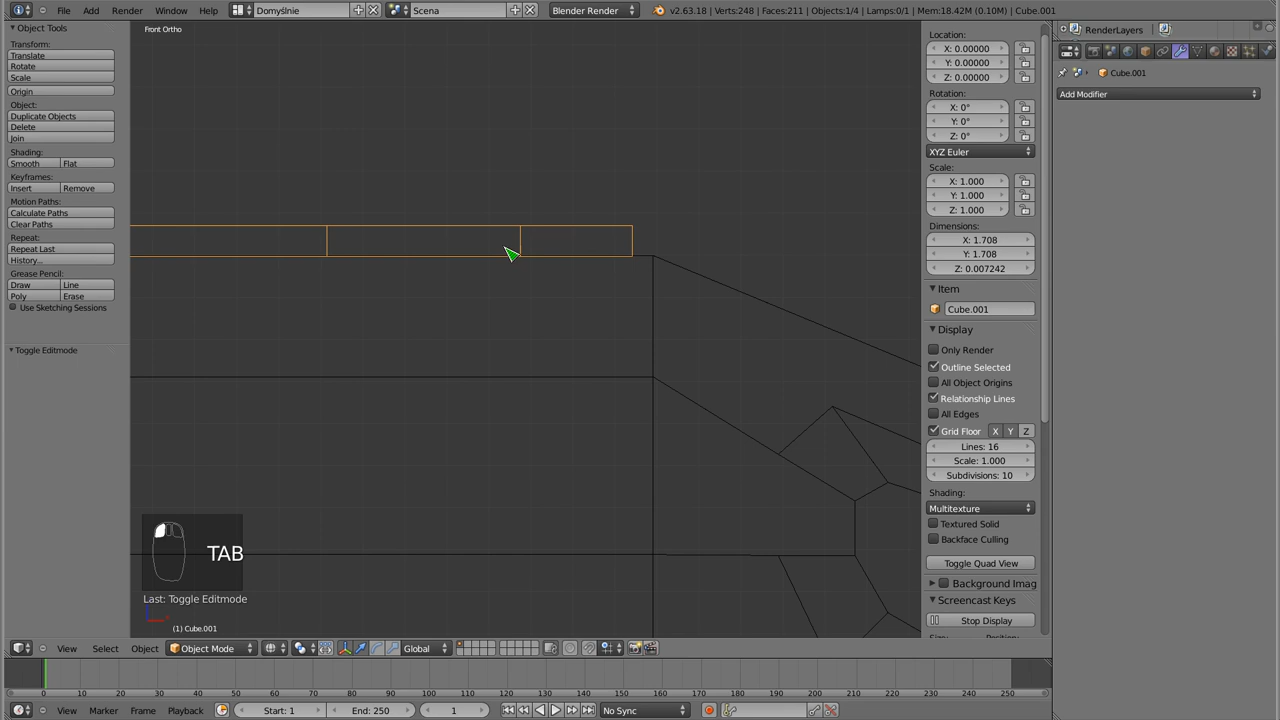 File Add Render Window Help Domyślnie Scena Blender Render v2.63.18 | Verts:248 | Faces:211 | Objects:1/4 | Lamps:0/1 | Mem:18.42M (0.10M) | Cube.001
Object Tools
Transform:
Translate
Rotate
Scale
Origin
Object:
Duplicate Objects
Delete
Join
Shading:
Smooth Flat
Keyframes:
Insert Remove
Motion Paths:
Calculate Paths
Clear Paths
Repeat:
Repeat Last
History...
Grease Pencil:
Draw Line
Poly Erase
Use Sketching Sessions
Toggle Editmode
Front Ortho
TAB
Last: Toggle Editmode
(1) Cube.001
Location:
X: 0.00000
Y: 0.00000
Z: 0.00000
Rotation:
X: 0°
Y: 0°
Z: 0°
XYZ Euler
Scale:
X: 1.000
Y: 1.000
Z: 1.000
Dimensions:
X: 1.708
Y: 1.708
Z: 0.007242
Item
Cube.001
Display
Only Render
Outline Selected
All Object Origins
Relationship Lines
All Edges
Grid Floor X Y Z
Lines: 16
Scale: 1.000
Subdivisions: 10
Shading:
Multitexture
Textured Solid
Backface Culling
Toggle Quad View
Background Imag
Screencast Keys
Stop Display
RenderLayers
Cube.001
Add Modifier
View Select Object Object Mode Global
0 10 20 30 40 50 60 70 80 90 100 110 120 130 140 150 160 170 180 190 200 210 220 230 240 250
View Marker Frame Playback Start: 1 End: 250 1 No Sync